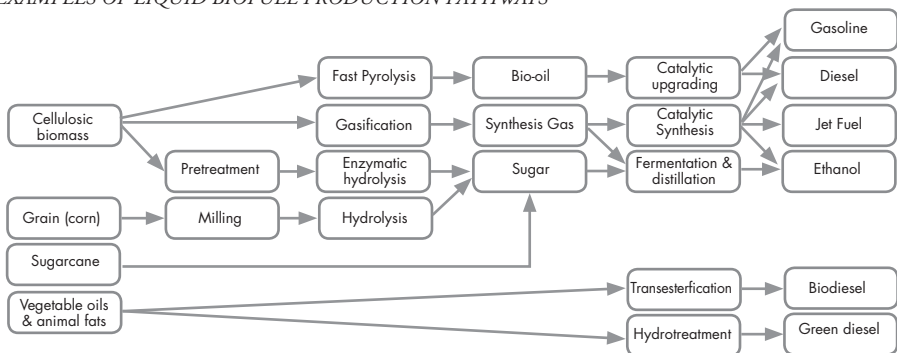 EXAMPLES OF LIQUID BIOFUEL PRODUCTION PATHWAYS
Gasoline
Fast Pyrolysis
Bio-oil
Catalytic
upgrading
Diesel
Cellulosic
biomass
Gasification
Synthesis Gas
Catalytic
Synthesis
Jet Fuel
Pretreatment
Enzymatic
hydrolysis
Sugar
Fermentation &
distillation
Ethanol
Grain (corn)
Milling
Hydrolysis
Sugarcane
Vegetable oils
& animal fats
Transesterfication
Biodiesel
Hydrotreatment
Green diesel